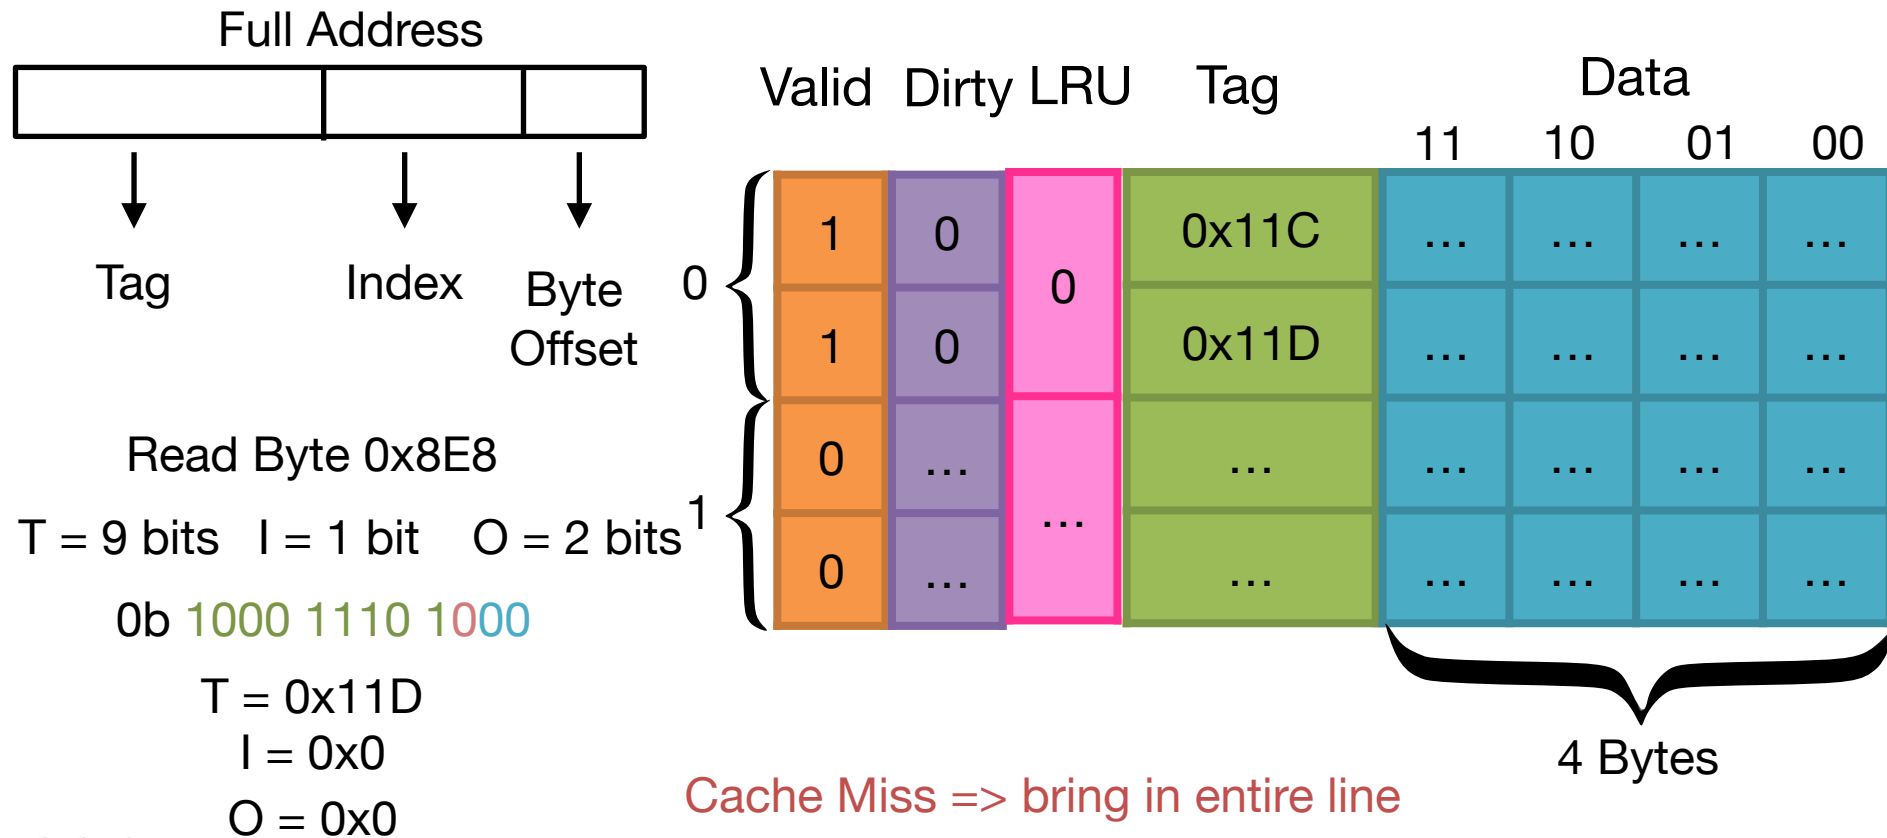 Full Address
Tag Index Byte Offset
Read Byte 0x8E8
T = 9 bits I = 1 bit O = 2 bits
0b 1000 1110 1000
T = 0x11D
I = 0x0
O = 0x0
Valid Dirty LRU Tag Data
11 10 01 00
0
1 0 0 0x11C ... ... ... ...
1 0 0x11D ... ... ... ...
1
0 ... ... ... ... ... ... ...
0 ... ... ... ... ... ...
4 Bytes
Cache Miss => bring in entire line